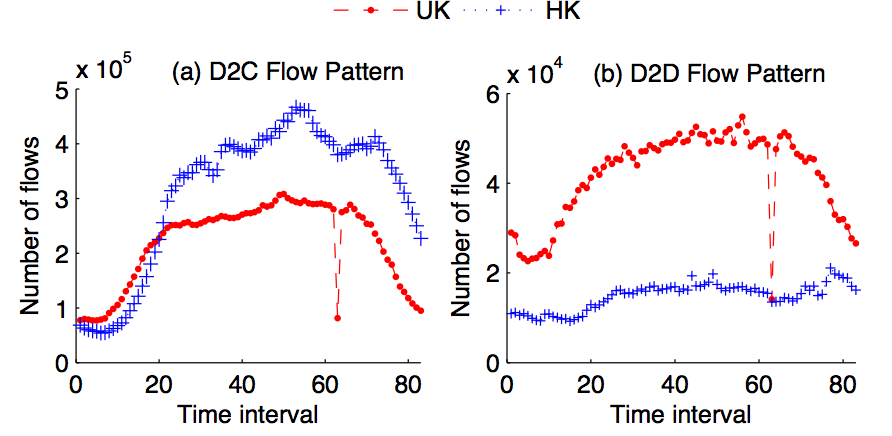 UK HK
x 10^5 (a) D2C Flow Pattern
5
4
3
2
1
0
Number of flows
0 20 40 60 80
Time interval
x 10^4 (b) D2D Flow Pattern
6
4
2
0
Number of flows
0 20 40 60 80
Time interval